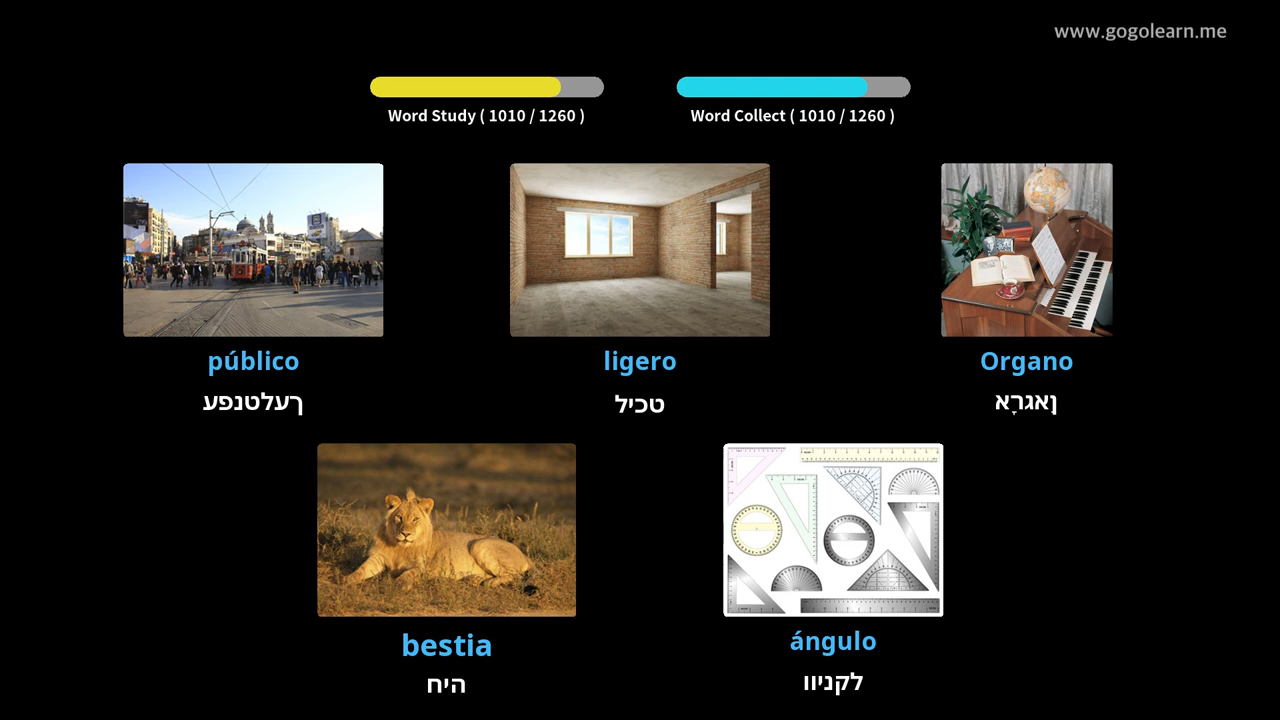 www.gogolearn.me
Word Study ( 1010 / 1260 )
Word Collect ( 1010 / 1260 )
público
ligero
Organo
ךעלטנפע
טכיל
ןַאגרָא
bestia
ángulo
היח
לקניוו